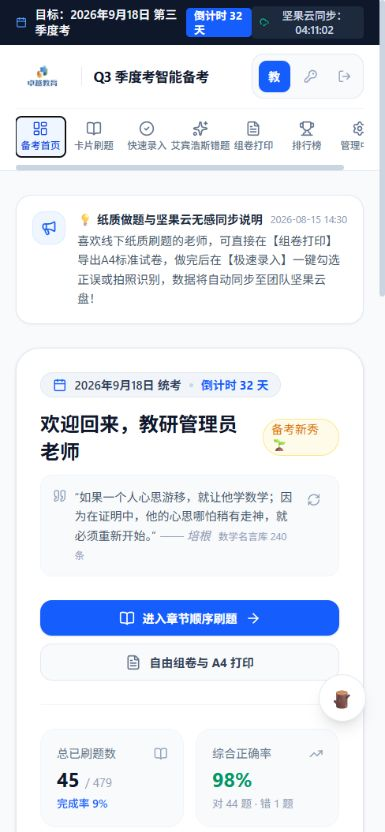 目标：2026年9月18日 第三
季度考
倒计时 32
天
坚果云同步：
04:11:02
卓越教育
Q3 季度考智能备考
教
备考首页
卡片刷题
快速录入
艾宾浩斯错题
组卷打印
排行榜
管理中
💡 纸质做题与坚果云无感同步说明 2026-08-15 14:30
喜欢线下纸质刷题的老师，可直接在【组卷打印】
导出A4标准试卷，做完后在【极速录入】一键勾选
正误或拍照识别，数据将自动同步至团队坚果云
盘！
2026年9月18日 统考 • 倒计时 32 天
欢迎回来，教研管理员
老师
备考新秀
🌱
“如果一个人心思游移，就让他学数学；因
为在证明中，他的心思哪怕稍有走神，就
必须重新开始。” —— 培根 数学名言库 240
条
进入章节顺序刷题
自由组卷与 A4 打印
总已刷题数
45 / 479
完成率 9%
综合正确率
98%
对 44 题 · 错 1 题